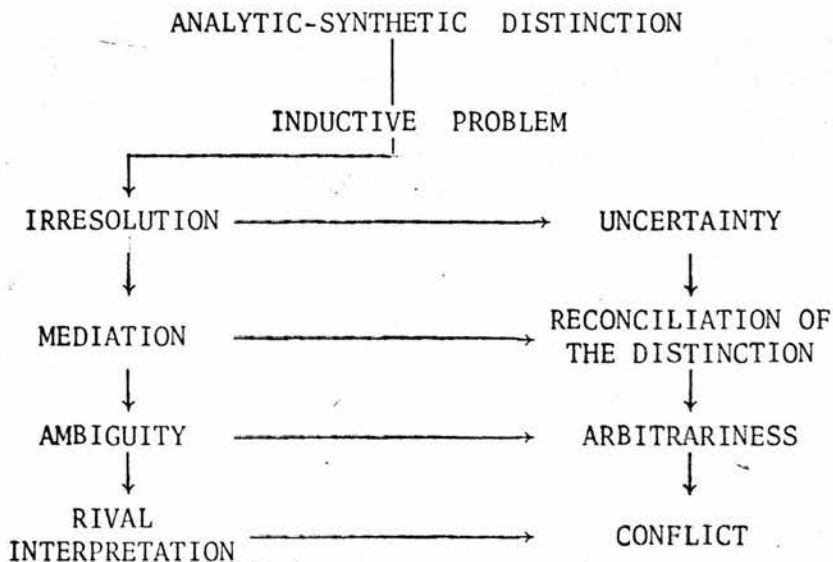 ANALYTIC-SYNTHETIC DISTINCTION
INDUCTIVE PROBLEM
IRRESOLUTION
UNCERTAINTY
MEDIATION
RECONCILIATION OF
THE DISTINCTION
AMBIGUITY
ARBITRARINESS
RIVAL
INTERPRETATION
CONFLICT